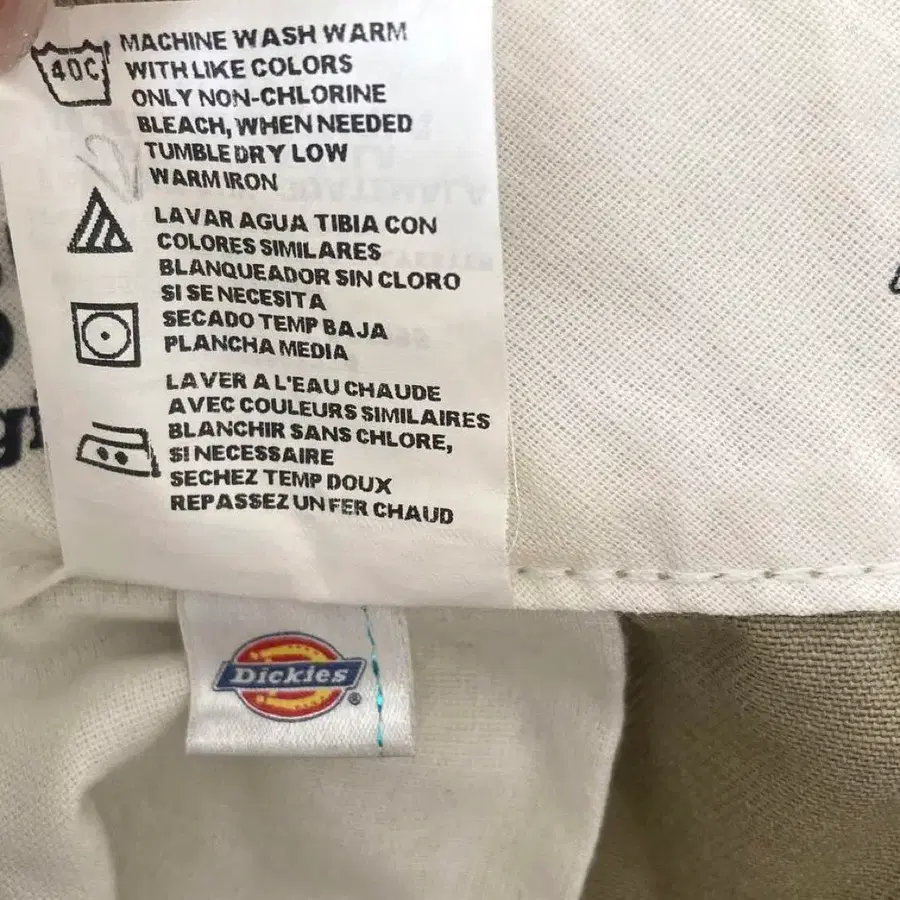 40C
MACHINE WASH WARM
WITH LIKE COLORS
ONLY NON-CHLORINE
BLEACH, WHEN NEEDED
TUMBLE DRY LOW
WARM IRON
LAVAR AGUA TIBIA CON
COLORES SIMILARES
BLANQUEADOR SIN CLORO
SI SE NECESITA
SECADO TEMP BAJA
PLANCHA MEDIA
LAVER A L'EAU CHAUDE
AVEC COULEURS SIMILAIRES
BLANCHIR SANS CHLORE,
SI NECESSAIRE
SECHEZ TEMP DOUX
REPASSEZ UN FER CHAUD
Dickies®